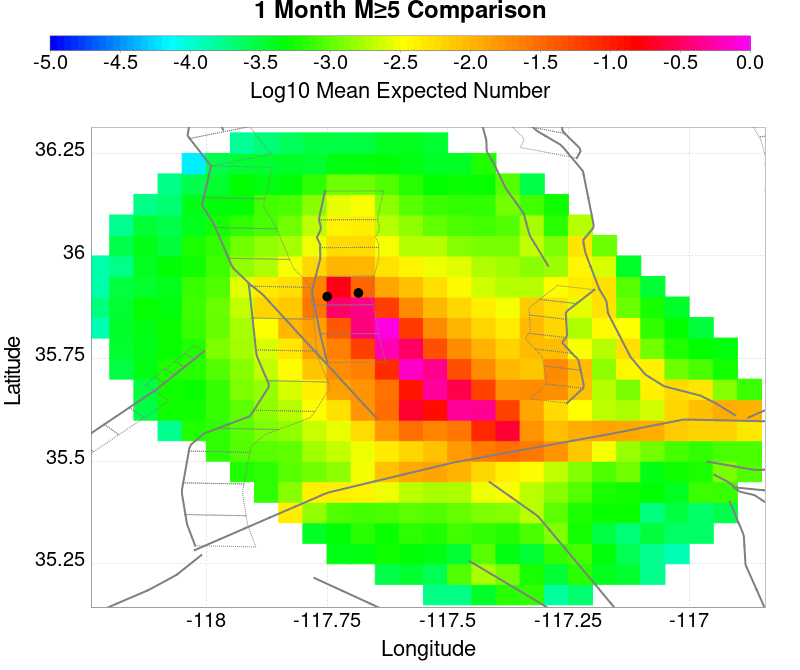 1 Month M≥5 Comparison
-5.0 -4.5 -4.0 -3.5 -3.0 -2.5 -2.0 -1.5 -1.0 -0.5 0.0
Log10 Mean Expected Number
36.25
36
35.75
35.5
35.25
Latitude
-118 -117.75 -117.5 -117.25 -117
Longitude